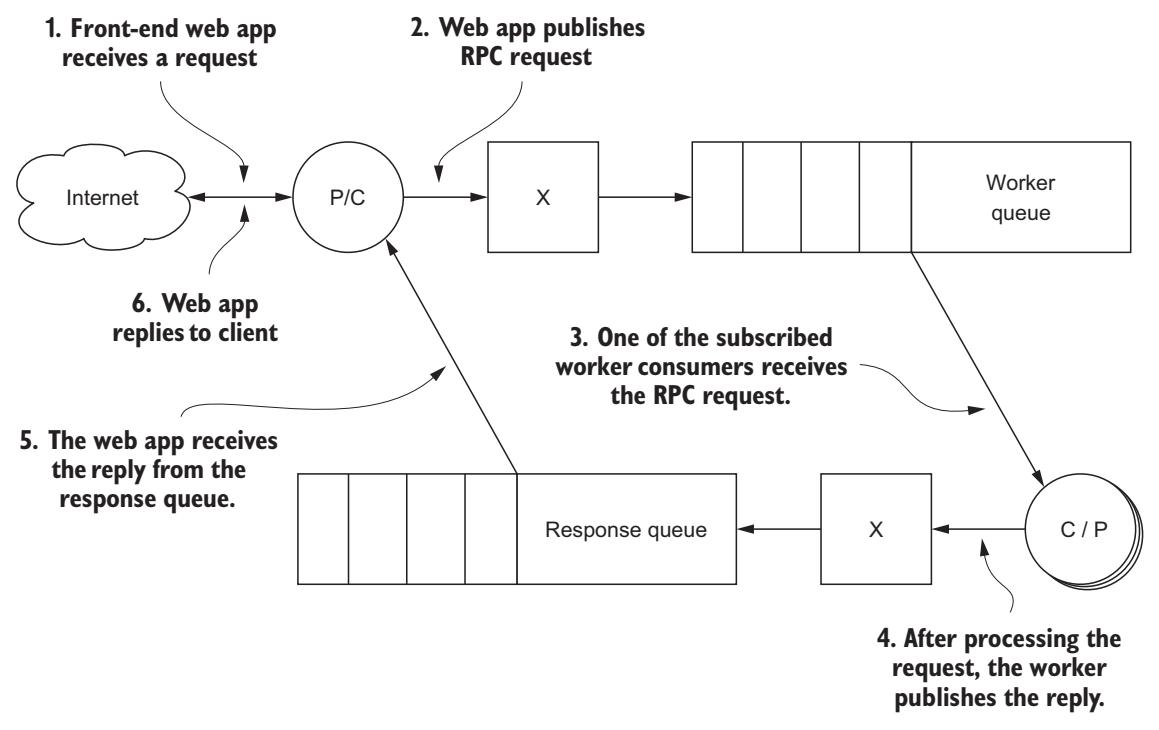 1. Front-end web app
receives a request
2. Web app publishes
RPC request
Internet
P/C
X
Worker
queue
6. Web app
replies to client
3. One of the subscribed
worker consumers receives
the RPC request.
5. The web app receives
the reply from the
response queue.
Response queue
X
C / P
4. After processing the
request, the worker
publishes the reply.